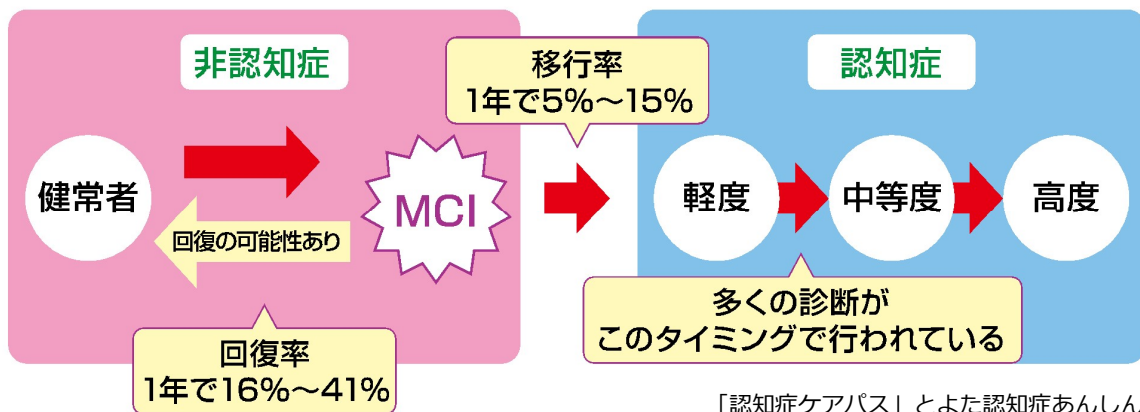 非認知症
認知症
移行率
1年で5%～15%
健常者
MCI
回復の可能性あり
軽度
中等度
高度
回復率
1年で16%～41%
多くの診断が
このタイミングで行われている
「認知症ケアパス」とよた認知症あんしん